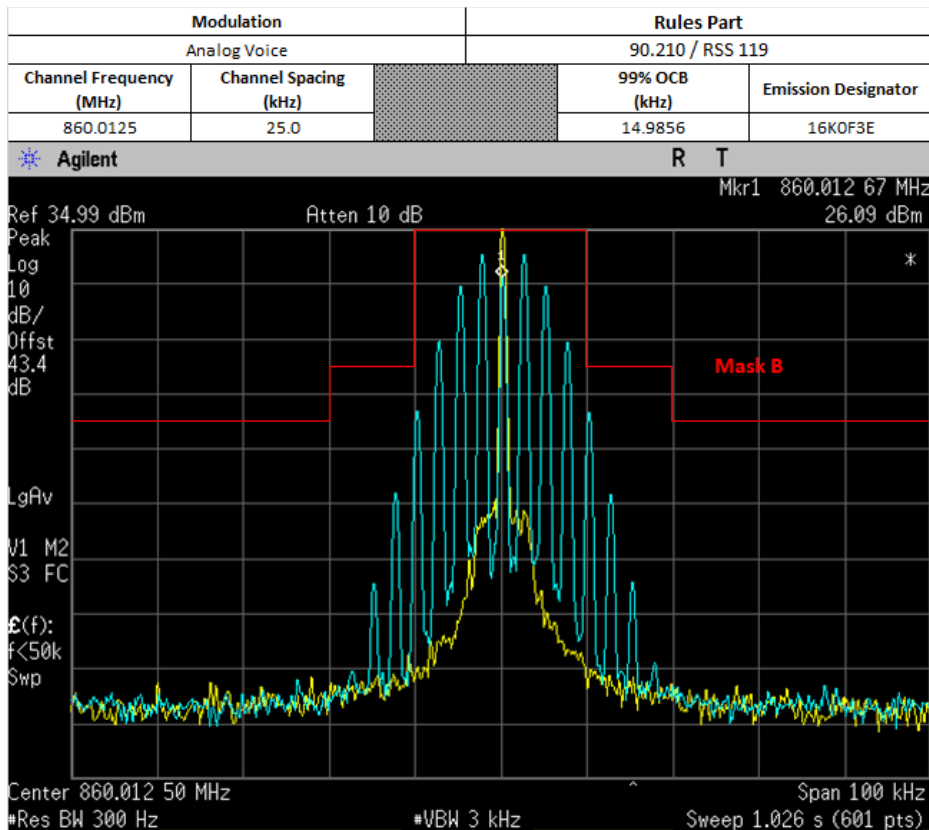 Modulation Rules Part
Analog Voice 90.210 / RSS 119
Channel Frequency (MHz) Channel Spacing (kHz) 99% OCB (kHz) Emission Designator
860.0125 25.0 14.9856 16K0F3E
Agilent R T
Mkr1 860.012 67 MHz
Ref 34.99 dBm Atten 10 dB 26.09 dBm
Peak
Log
10
dB/
Offst
43.4
dB
1
*
Mask B
LgAv
V1 M2
S3 FC
£(f):
f<50k
Swp
Center 860.012 50 MHz ^ Span 100 kHz
#Res BW 300 Hz #VBW 3 kHz Sweep 1.026 s (601 pts)